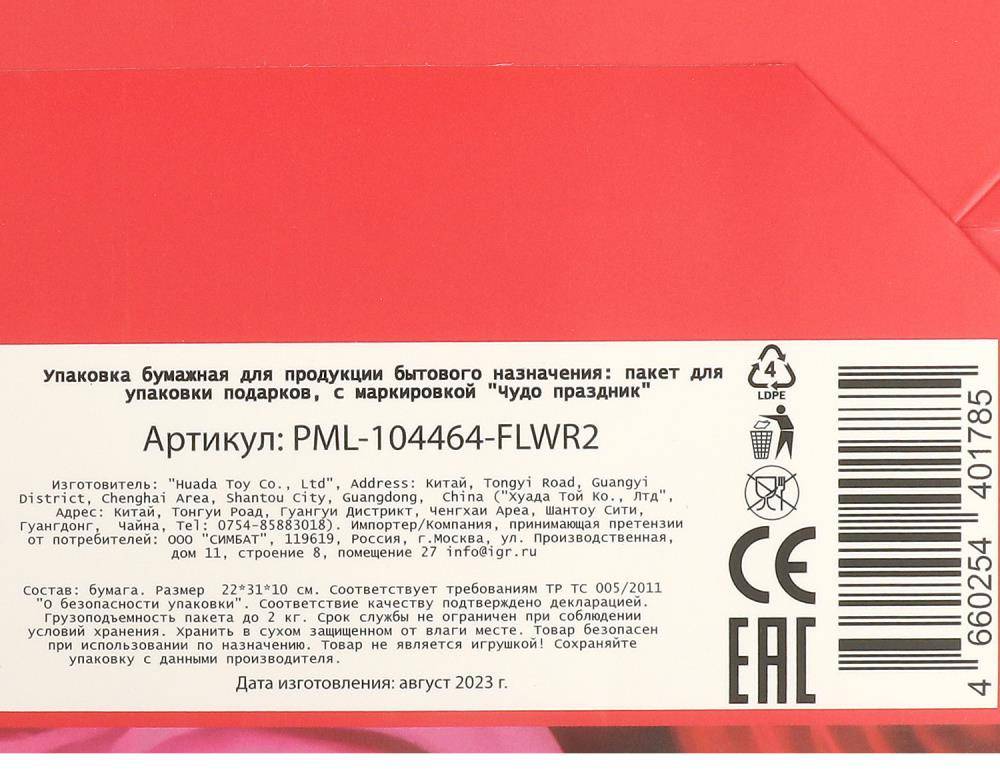 Упаковка бумажная для продукции бытового назначения: пакет для
упаковки подарков, с маркировкой "Чудо праздник"
Артикул: PML-104464-FLWR2
Изготовитель: "Huada Toy Co., Ltd", Address: Китай, Tongyi Road, Guangyi
District, Chenghai Area, Shantou City, Guangdong, China ("Хуада Той Ко., Лтд",
Адрес: Китай, Тонгуи Роад, Гуангуи Дистрикт, Ченгхаи Ареа, Шантоу Сити,
Гуангдонг, Чайна, Tel: 0754-85883018). Импортер/Компания, принимающая претензии
от потребителей: ООО "СИМБАТ", 119619, Россия, г.Москва, ул. Производственная,
дом 11, строение 8, помещение 27 info@igr.ru
Состав: бумага. Размер 22*31*10 см. Соответствует требованиям ТР ТС 005/2011
"О безопасности упаковки". Соответствие качеству подтверждено декларацией.
Грузоподъемность пакета до 2 кг. Срок службы не ограничен при соблюдении
условий хранения. Хранить в сухом защищенном от влаги месте. Товар безопасен
при использовании по назначению. Товар не является игрушкой! Сохраняйте
упаковку с данными производителя.
Дата изготовления: август 2023 г.
4
LDPE
CE
EAC
4 660254 401785